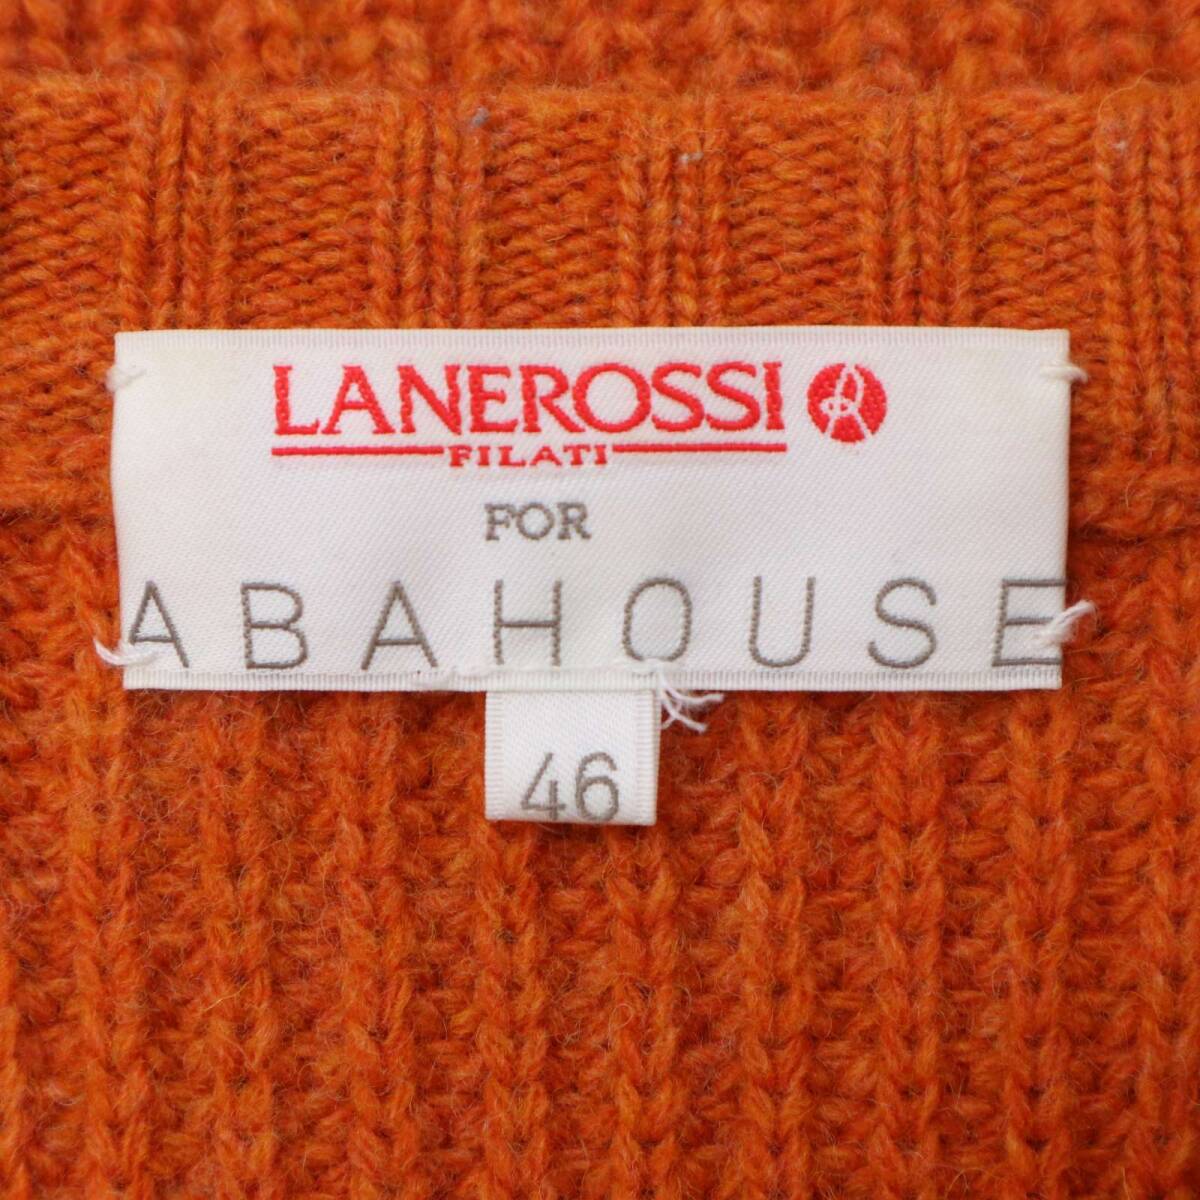 LANEROSSI
FILATI
FOR
ABAHOUSE
46